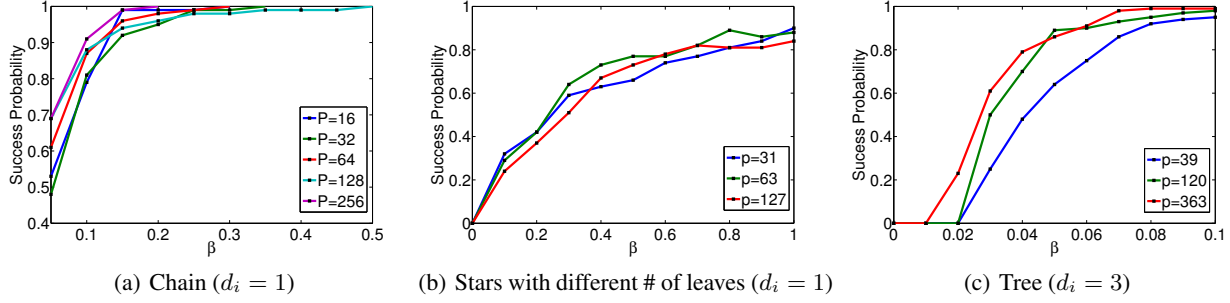 1
0.9
0.8
0.7
0.6
0.5
0.4
Success Probability
0.1 0.2 0.3 0.4 0.5
β
P=16
P=32
P=64
P=128
P=256
(a) Chain (d_i = 1)
1
0.8
0.6
0.4
0.2
0
Success Probability
0 0.2 0.4 0.6 0.8 1
β
p=31
p=63
p=127
(b) Stars with different # of leaves (d_i = 1)
1
0.8
0.6
0.4
0.2
0
Success Probability
0 0.02 0.04 0.06 0.08 0.1
β
p=39
p=120
p=363
(c) Tree (d_i = 3)